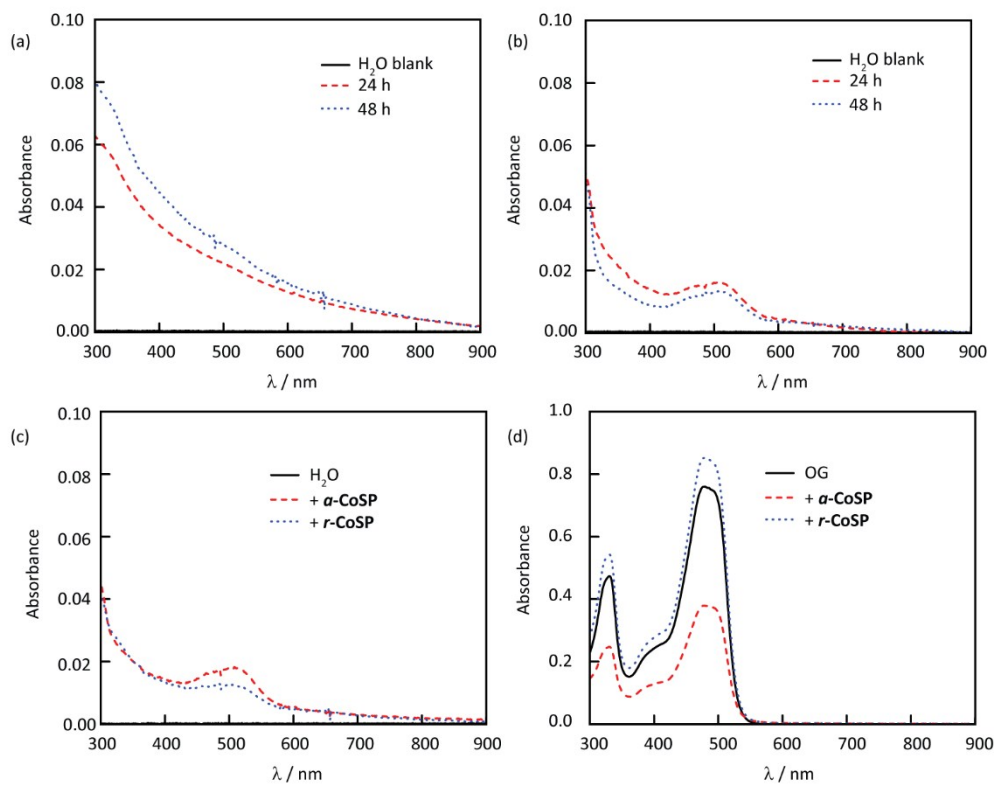 (a)
H₂O blank
24 h
48 h
Absorbance
0.10
0.08
0.06
0.04
0.02
0.00
300 400 500 600 700 800 900
λ / nm
(b)
H₂O blank
24 h
48 h
Absorbance
0.10
0.08
0.06
0.04
0.02
0.00
300 400 500 600 700 800 900
λ / nm
(c)
H₂O
+ a-CoSP
+ r-CoSP
Absorbance
0.10
0.08
0.06
0.04
0.02
0.00
300 400 500 600 700 800 900
λ / nm
(d)
OG
+ a-CoSP
+ r-CoSP
Absorbance
1.0
0.8
0.6
0.4
0.2
0.0
300 400 500 600 700 800 900
λ / nm